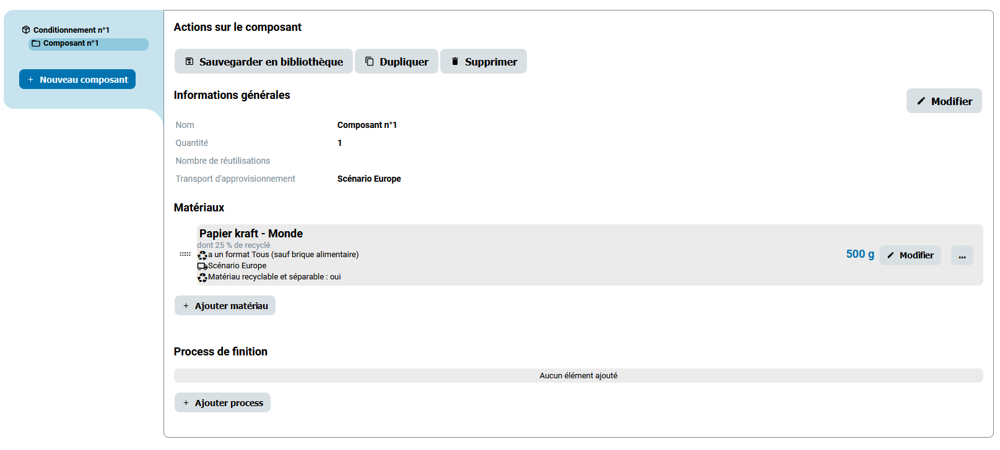 Conditionnement n°1
Composant n°1
Nouveau composant
Actions sur le composant
Sauvegarder en bibliothèque
Dupliquer
Supprimer
Informations générales
Modifier
Nom Composant n°1
Quantité 1
Nombre de réutilisations
Transport d'approvisionnement Scénario Europe
Matériaux
Papier kraft - Monde
dont 25 % de recyclé
a un format Tous (sauf brique alimentaire)
Scénario Europe
Matériau recyclable et séparable : oui
500 g
Modifier
...
+ Ajouter matériau
Process de finition
Aucun élément ajouté
+ Ajouter process